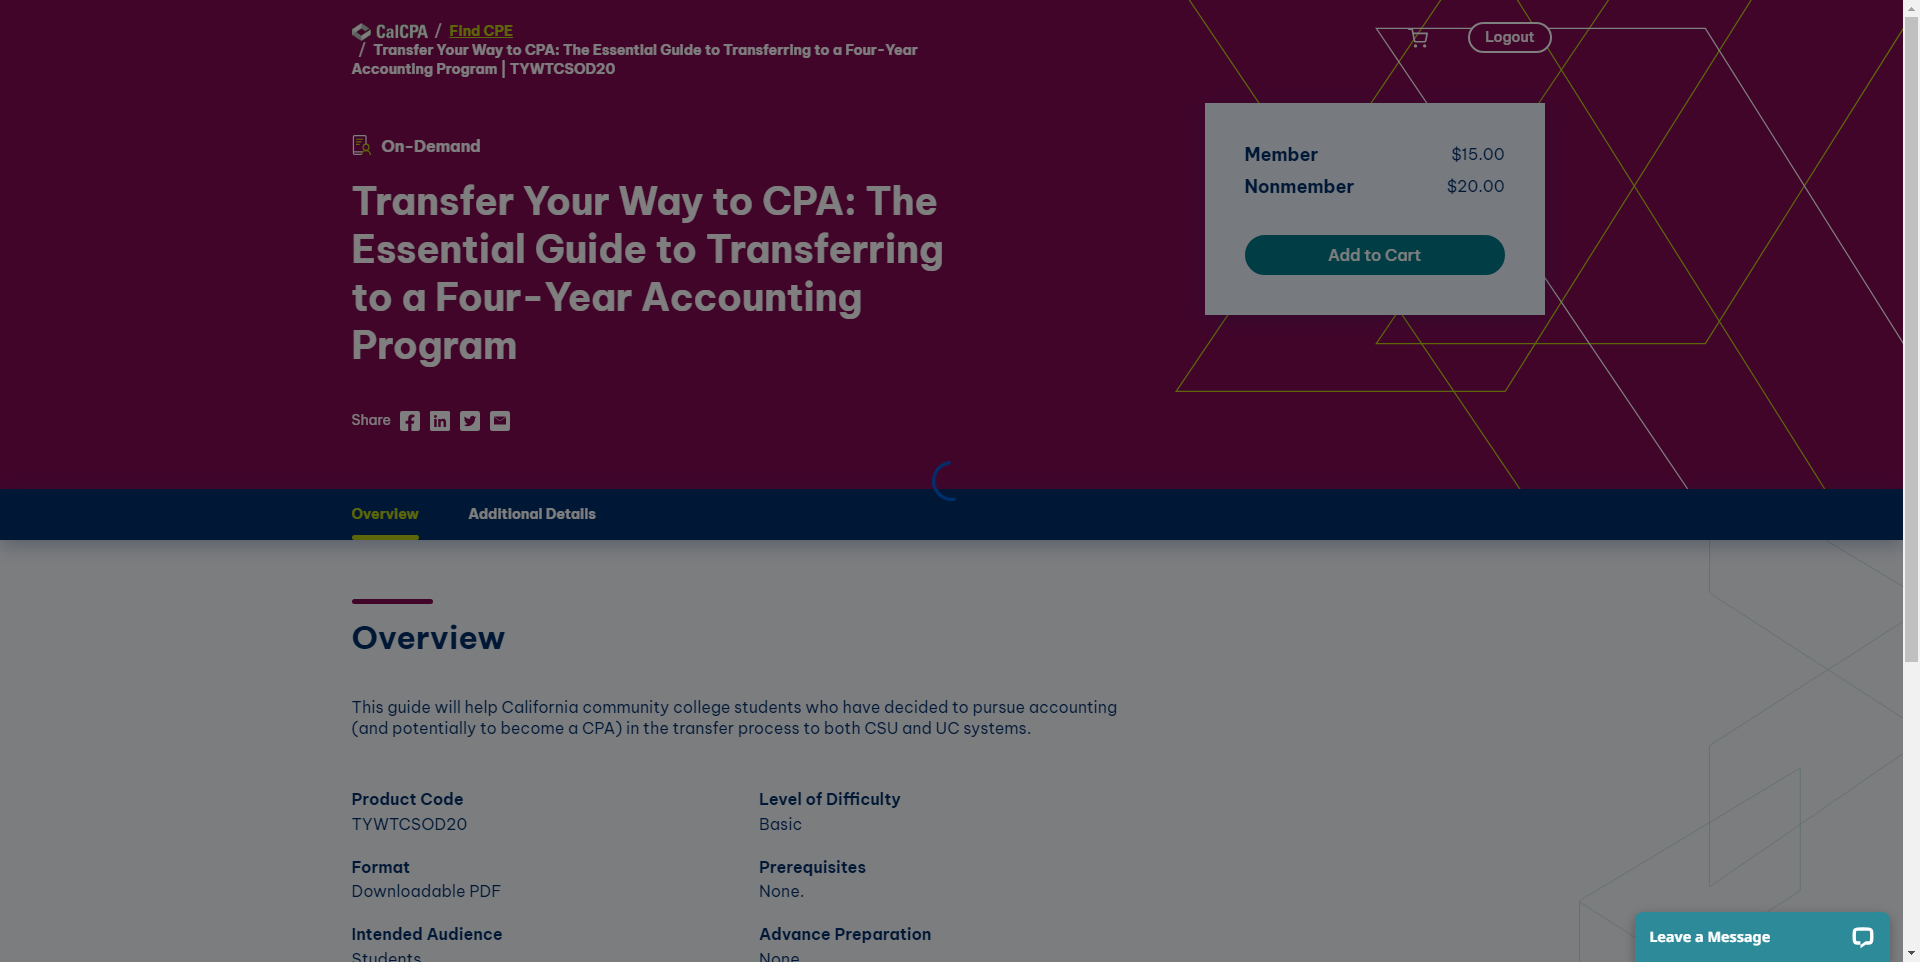 CalCPA / Find CPE
/ Transfer Your Way to CPA: The Essential Guide to Transferring to a Four-Year
Accounting Program | TYWTCSOD20
Logout
On-Demand
Transfer Your Way to CPA: The
Essential Guide to Transferring
to a Four-Year Accounting
Program
Member $15.00
Nonmember $20.00
Add to Cart
Share
Overview Additional Details
Overview
This guide will help California community college students who have decided to pursue accounting
(and potentially to become a CPA) in the transfer process to both CSU and UC systems.
Product Code
TYWTCSOD20
Level of Difficulty
Basic
Format
Downloadable PDF
Prerequisites
None.
Intended Audience
Students
Advance Preparation
None
Leave a Message